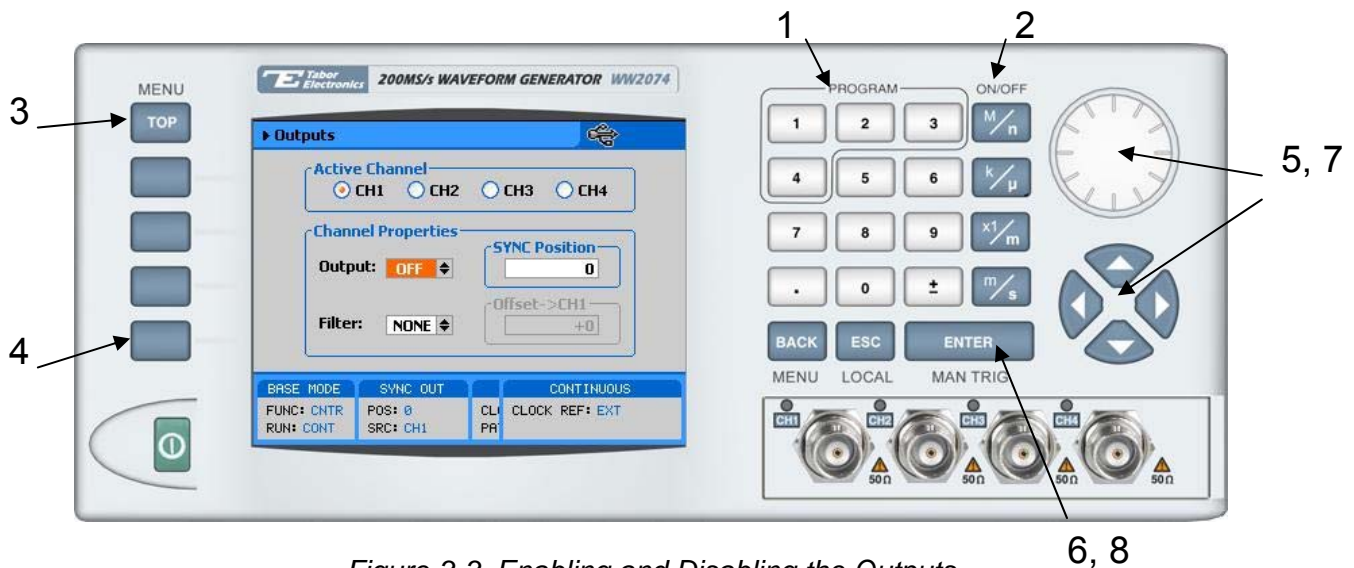 1 2
MENU
Tabor Electronics 200MS/s WAVEFORM GENERATOR WW2074
PROGRAM ON/OFF
3
TOP
1 2 3 M/n
Outputs
Active Channel
CH1 CH2 CH3 CH4
4 5 6 k/µ
5, 7
Channel Properties
SYNC Position
Output: OFF 0
7 8 9 x1/m
Offset->CH1
Filter: NONE +0
. 0 ± m/s
4
BACK ESC ENTER
MENU LOCAL MAN TRIG
BASE MODE SYNC OUT CONTINUOUS
FUNC: CNTR POS: 0 CL CLOCK REF: EXT
RUN: CONT SRC: CH1 PA
CH1 CH2 CH3 CH4
50Ω 50Ω 50Ω 50Ω
6, 8
Figure 3-3, Enabling and Disabling the Outputs